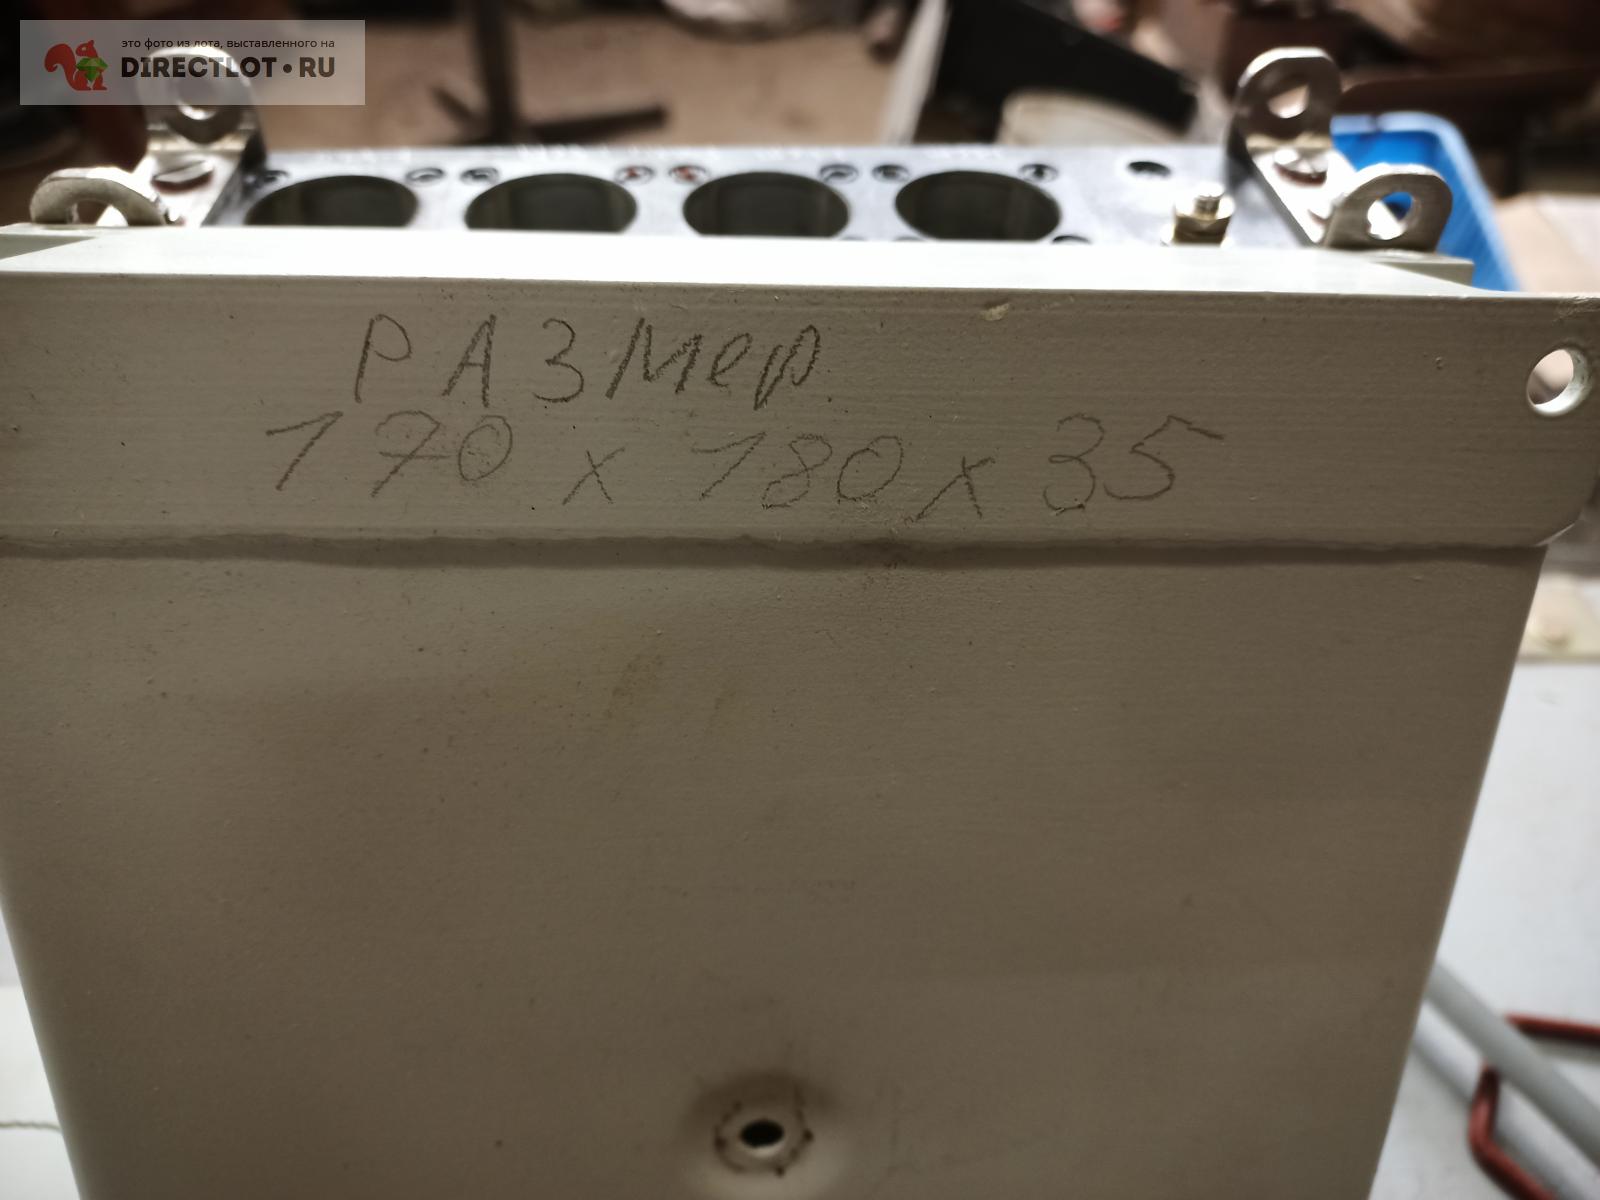 это фото из лота, выставленного на
DIRECTLOT•RU
РАЗМер
170 x 180 x 35